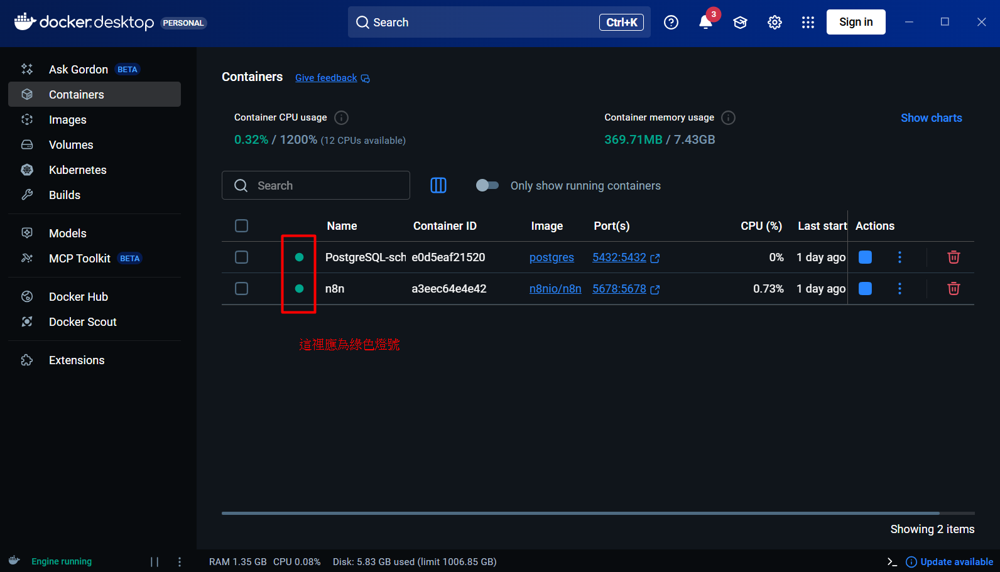 docker.desktop PERSONAL
Search Ctrl+K
3
Sign in
Ask Gordon BETA
Containers
Images
Volumes
Kubernetes
Builds
Models
MCP Toolkit BETA
Docker Hub
Docker Scout
Extensions
Containers Give feedback
Container CPU usage
0.32% / 1200% (12 CPUs available)
Container memory usage
369.71MB / 7.43GB
Show charts
Search
Only show running containers
Name Container ID Image Port(s) CPU (%) Last start Actions
PostgreSQL-sch e0d5eaf21520 postgres 5432:5432 0% 1 day ago
n8n a3eec64e4e42 n8nio/n8n 5678:5678 0.73% 1 day ago
這裡應為綠色燈號
Showing 2 items
Engine running
RAM 1.35 GB CPU 0.08% Disk: 5.83 GB used (limit 1006.85 GB)
Update available